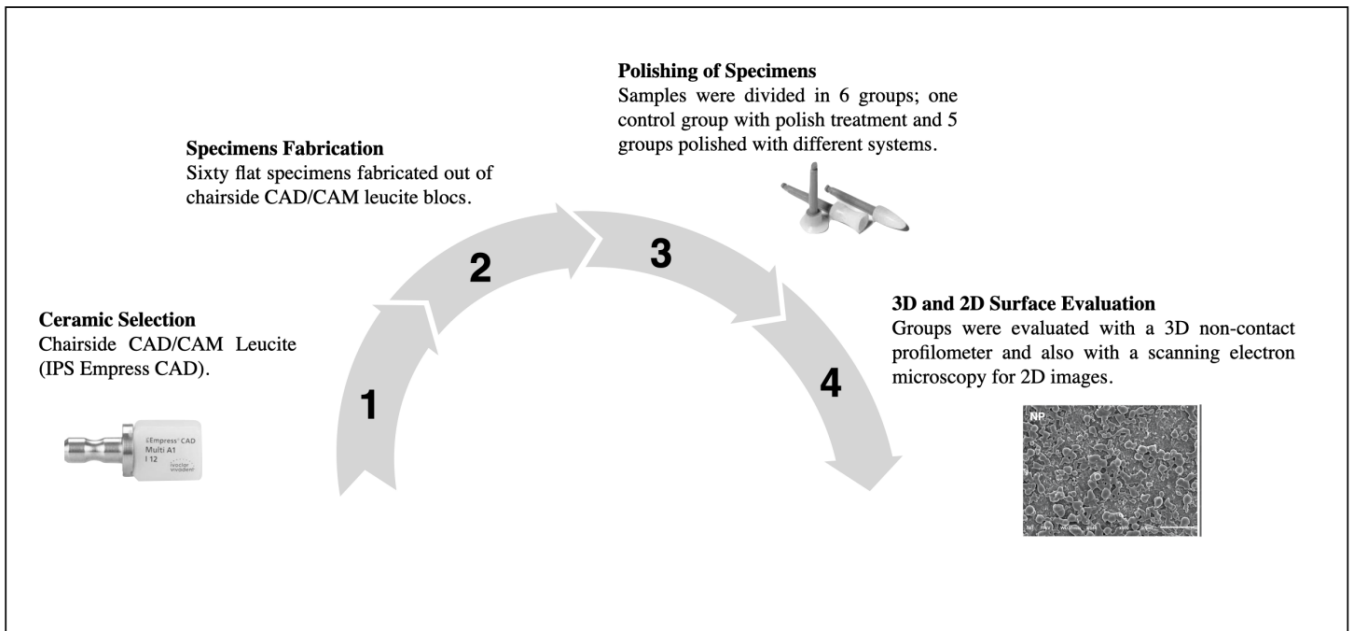 Polishing of Specimens
Samples were divided in 6 groups; one
control group with polish treatment and 5
groups polished with different systems.
Specimens Fabrication
Sixty flat specimens fabricated out of
chairside CAD/CAM leucite blocs.
2
3
3D and 2D Surface Evaluation
Groups were evaluated with a 3D non-contact
profilometer and also with a scanning electron
microscopy for 2D images.
Ceramic Selection
Chairside CAD/CAM Leucite
(IPS Empress CAD).
1
4
Empress® CAD
Multi A1
I 12
ivoclar
vivadent
NP